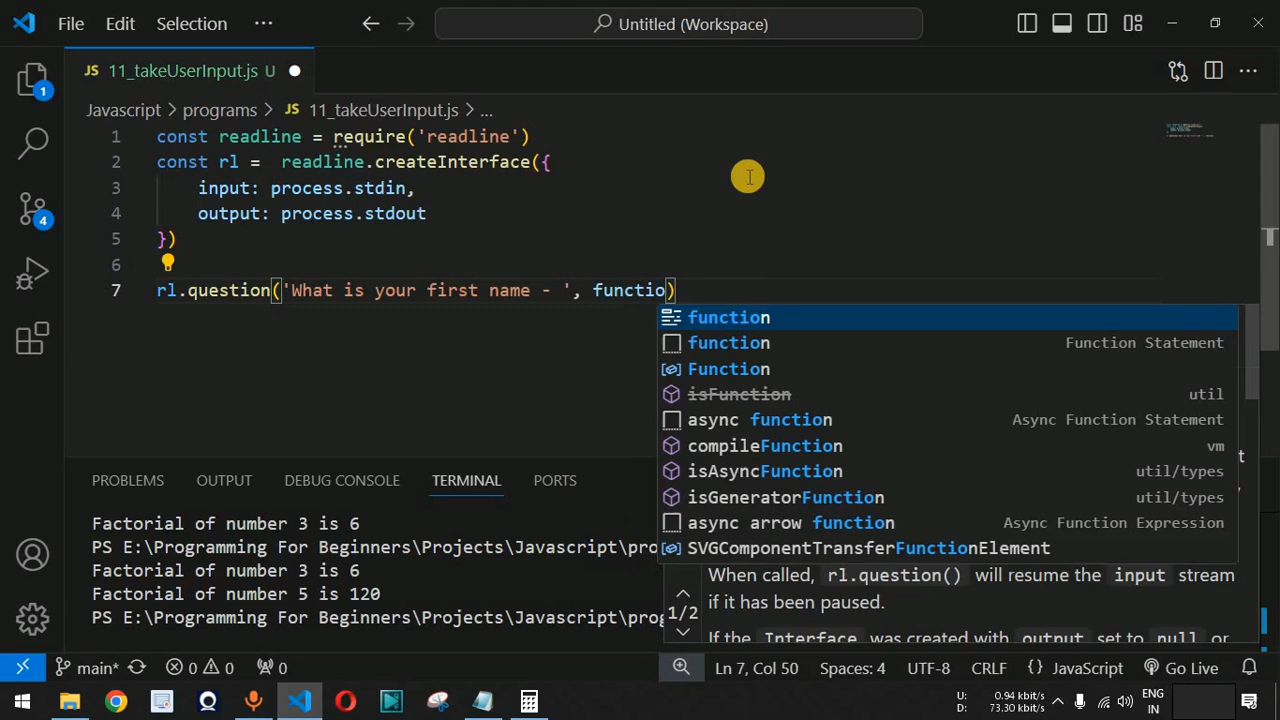 File Edit Selection ··· Untitled (Workspace)
JS 11_takeUserInput.js U
Javascript > programs > JS 11_takeUserInput.js > ...
1 const readline = require('readline')
2 const rl =  readline.createInterface({
3     input: process.stdin,
4     output: process.stdout
5 })
6
7 rl.question('What is your first name - ', functio)
function
function Function Statement
Function
isFunction util
async function Async Function Statement
compileFunction vm
isAsyncFunction util/types
isGeneratorFunction util/types
async arrow function Async Function Expression
SVGComponentTransferFunctionElement
When called, rl.question() will resume the input stream
if it has been paused.
If the Interface was created with output set to null or
1/2
PROBLEMS OUTPUT DEBUG CONSOLE TERMINAL PORTS
Factorial of number 3 is 6
PS E:\Programming For Beginners\Projects\Javascript\pro
Factorial of number 3 is 6
Factorial of number 5 is 120
PS E:\Programming For Beginners\Projects\Javascript\pro
1
4
main* 0 0 0 Ln 7, Col 50 Spaces: 4 UTF-8 CRLF {} JavaScript Go Live
U: 0.94 kbit/s
D: 73.30 kbit/s
ENG
IN